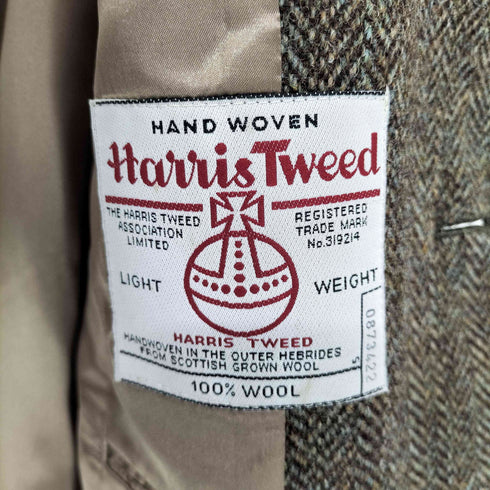 HAND WOVEN
Harris Tweed
THE HARRIS TWEED
ASSOCIATION
LIMITED
REGISTERED
TRADE MARK
No.319214
LIGHT WEIGHT
HARRIS TWEED
HANDWOVEN IN THE OUTER HEBRIDES
FROM SCOTTISH GROWN WOOL
100% WOOL
S
0873422